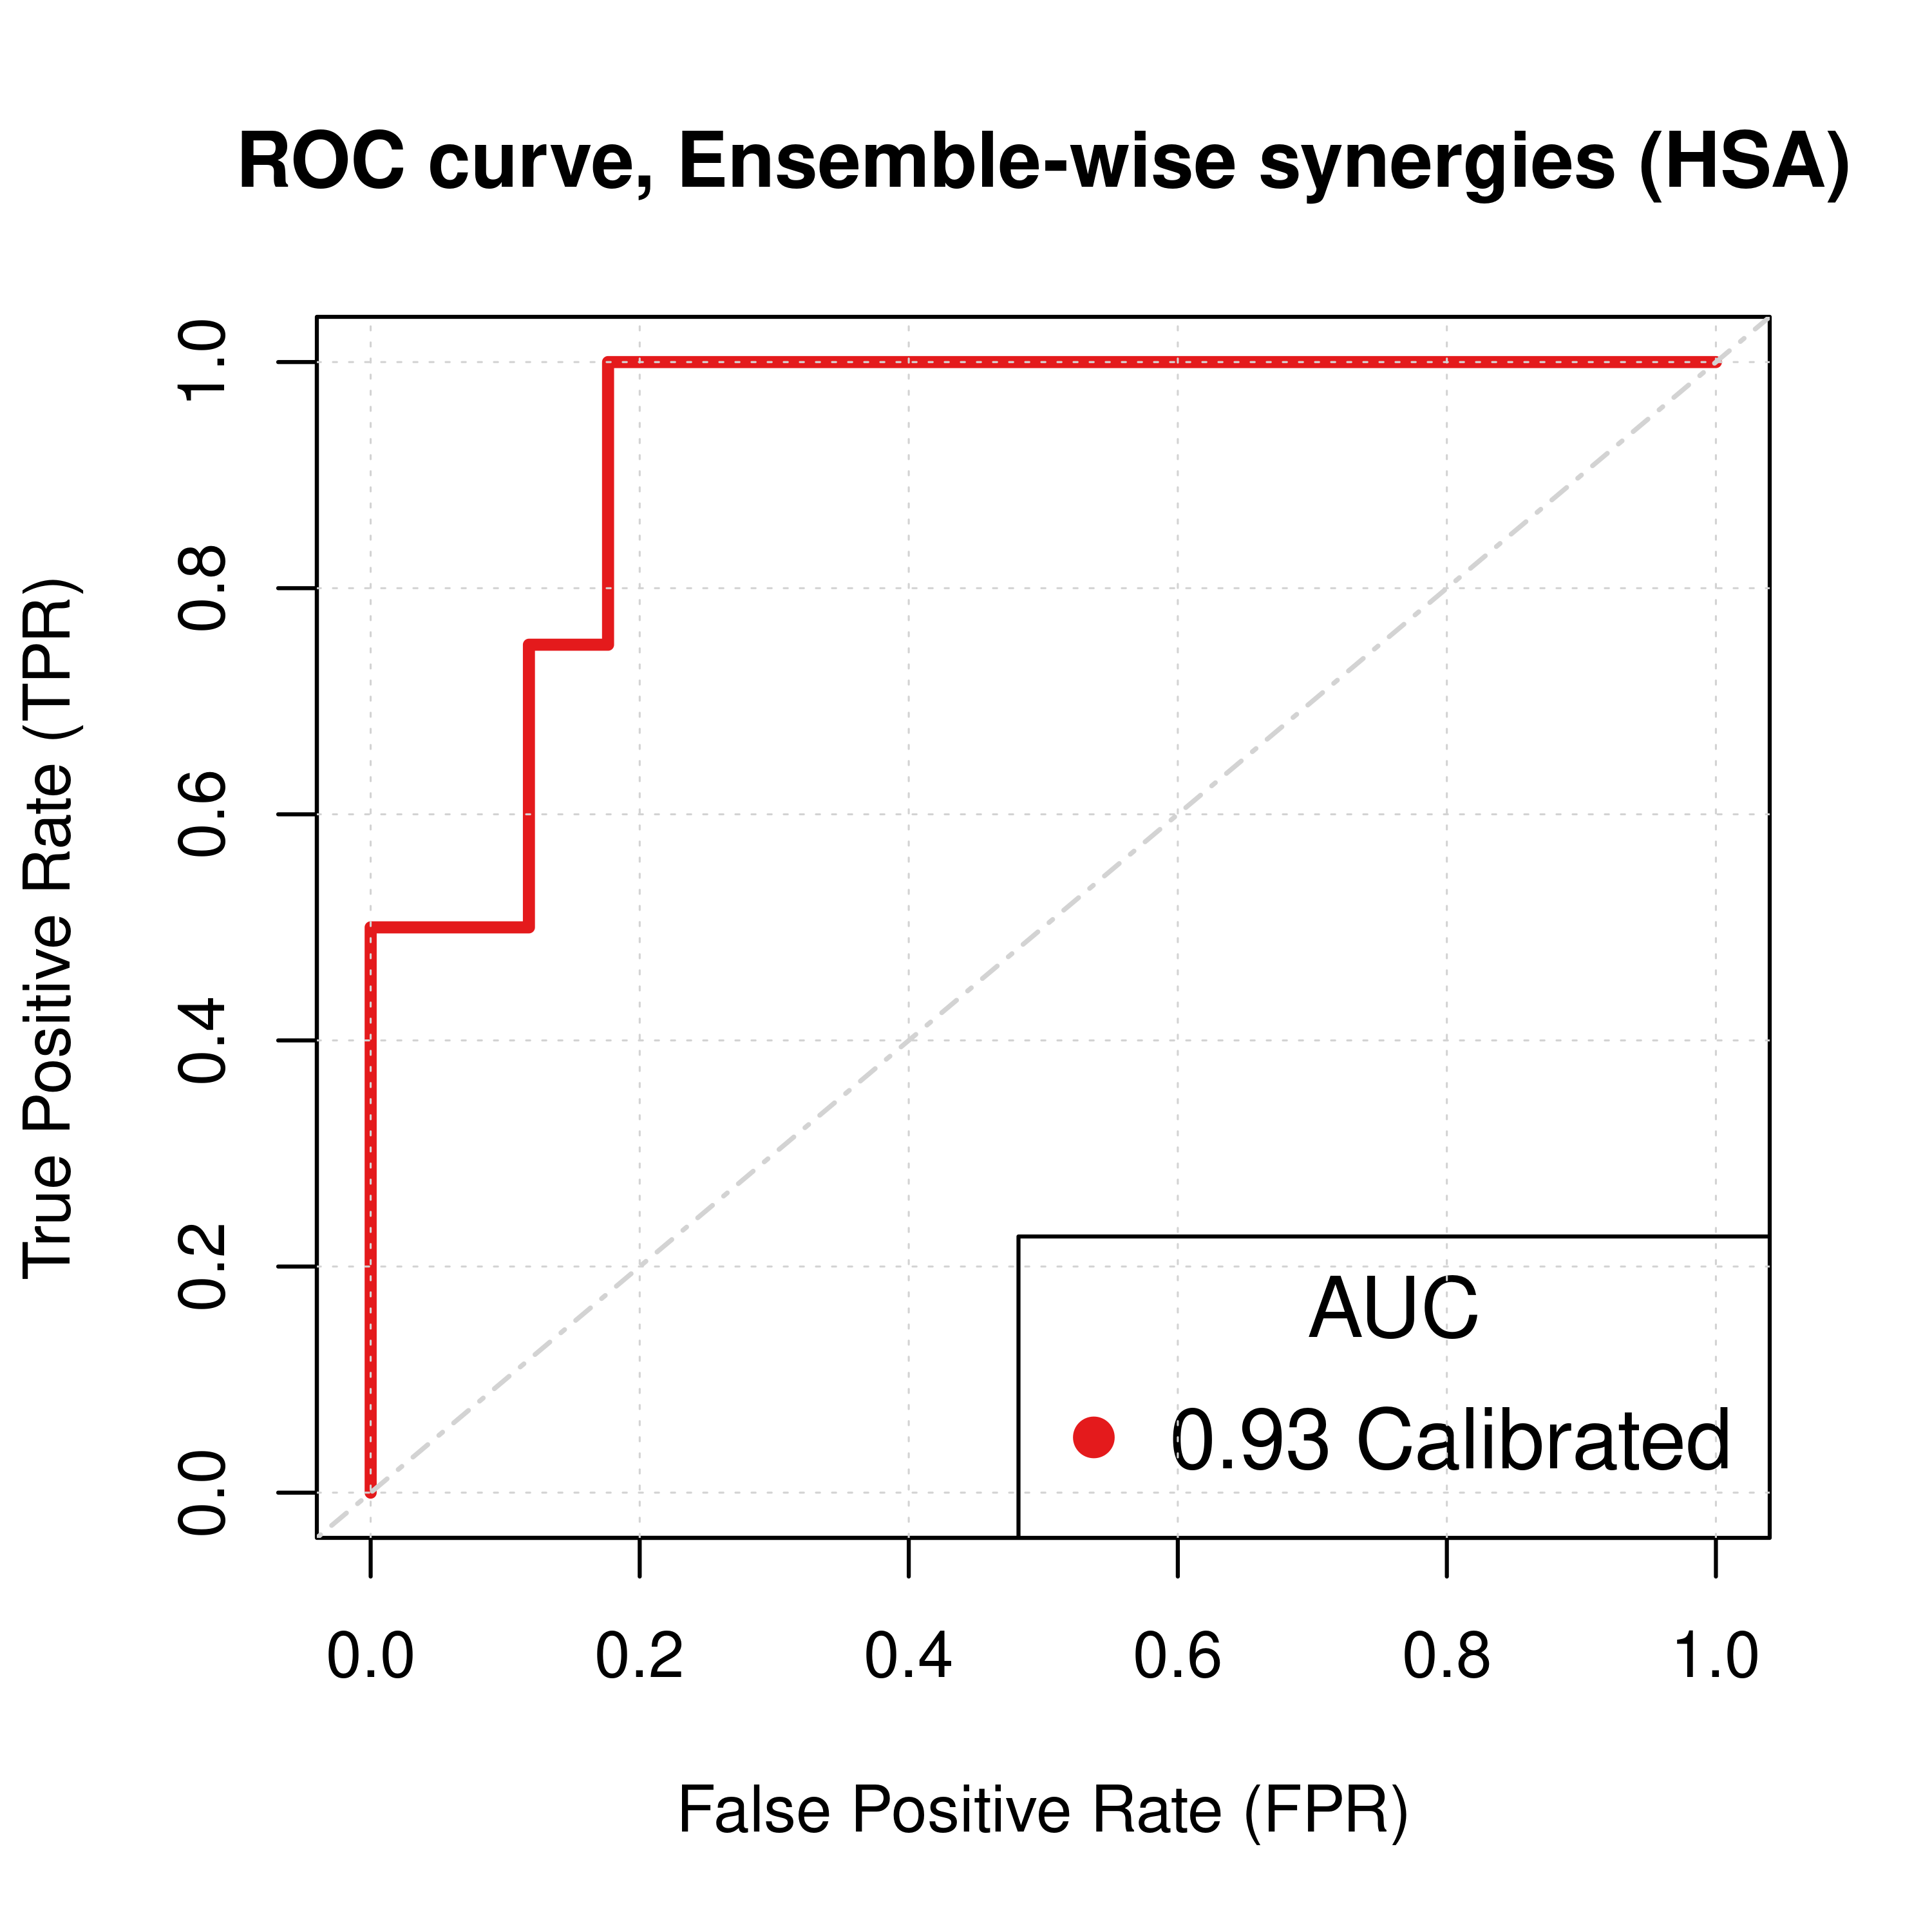 ROC curve, Ensemble-wise synergies (HSA)
True Positive Rate (TPR)
1.0
0.8
0.6
0.4
0.2
0.0
AUC
0.93 Calibrated
0.0 0.2 0.4 0.6 0.8 1.0
False Positive Rate (FPR)